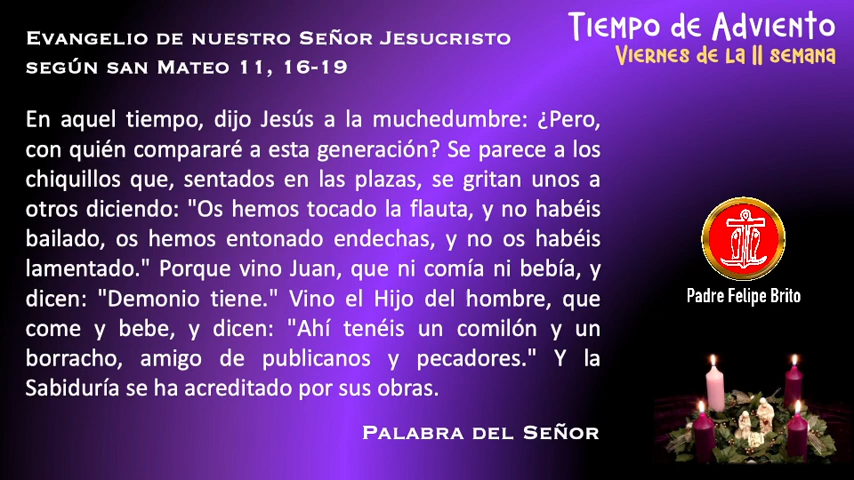 Evangelio de nuestro Señor Jesucristo
según san Mateo 11, 16-19
Tiempo de Adviento
Viernes de la II semana
En aquel tiempo, dijo Jesús a la muchedumbre: ¿Pero,
con quién compararé a esta generación? Se parece a los
chiquillos que, sentados en las plazas, se gritan unos a
otros diciendo: "Os hemos tocado la flauta, y no habéis
bailado, os hemos entonado endechas, y no os habéis
lamentado." Porque vino Juan, que ni comía ni bebía, y
dicen: "Demonio tiene." Vino el Hijo del hombre, que
come y bebe, y dicen: "Ahí tenéis un comilón y un
borracho, amigo de publicanos y pecadores." Y la
Sabiduría se ha acreditado por sus obras.
Palabra del Señor
Padre Felipe Brito